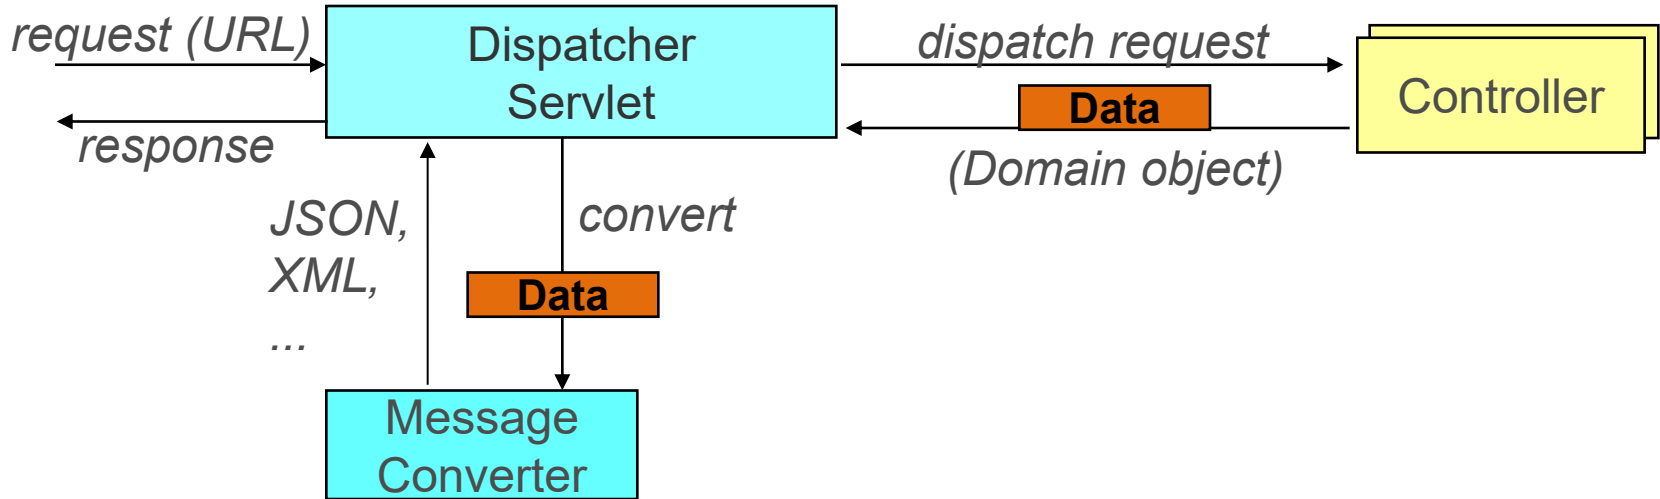 request (URL)
response
Dispatcher
Servlet
dispatch request
Data
(Domain object)
Controller
JSON,
XML,
...
convert
Data
Message
Converter